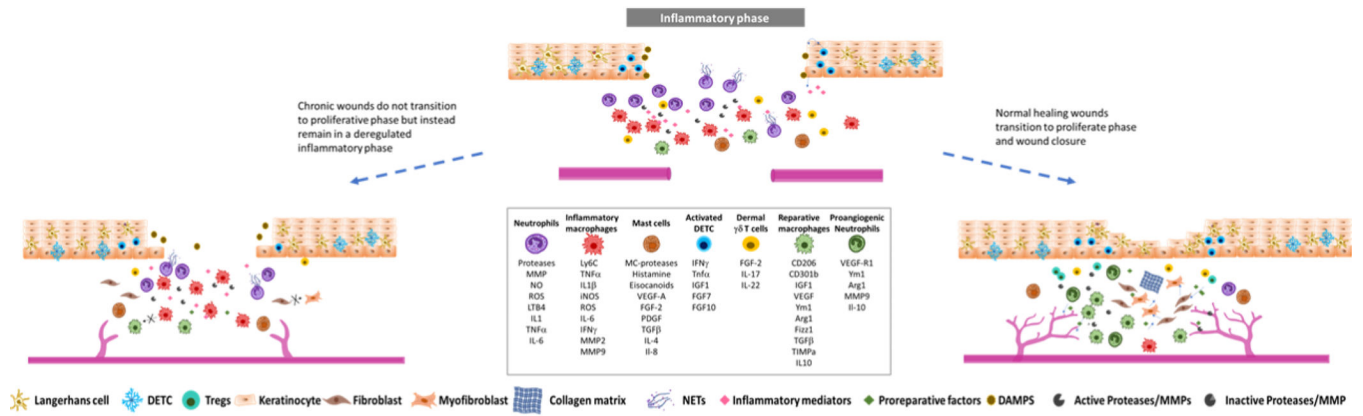 Inflammatory phase
Chronic wounds do not transition
to proliferative phase but instead
remain in a deregulated
inflammatory phase
Normal healing wounds
transition to proliferate phase
and wound closure
Neutrophils
Proteases
MMP
NO
ROS
LTB4
IL1
TNFα
IL-6
Inflammatory
macrophages
Ly6C
TNFα
IL1β
iNOS
ROS
IL-6
IFNγ
MMP2
MMP9
Mast cells
MC-proteases
Histamine
Eisocanoids
VEGF-A
FGF-2
PDGF
TGFβ
IL-4
Il-8
Activated
DETC
IFNγ
Tnfα
IGF1
FGF7
FGF10
Dermal
γδ T cells
FGF-2
IL-17
IL-22
Reparative
macrophages
CD206
CD301b
IGF1
VEGF
Ym1
Arg1
Fizz1
TGFβ
TIMPa
IL10
Proangiogenic
Neutrophils
VEGF-R1
Ym1
Arg1
MMP9
Il-10
Langerhans cell
DETC
Tregs
Keratinocyte
Fibroblast
Myofibroblast
Collagen matrix
NETs
Inflammatory mediators
Proreparative factors
DAMPS
Active Proteases/MMPs
Inactive Proteases/MMP